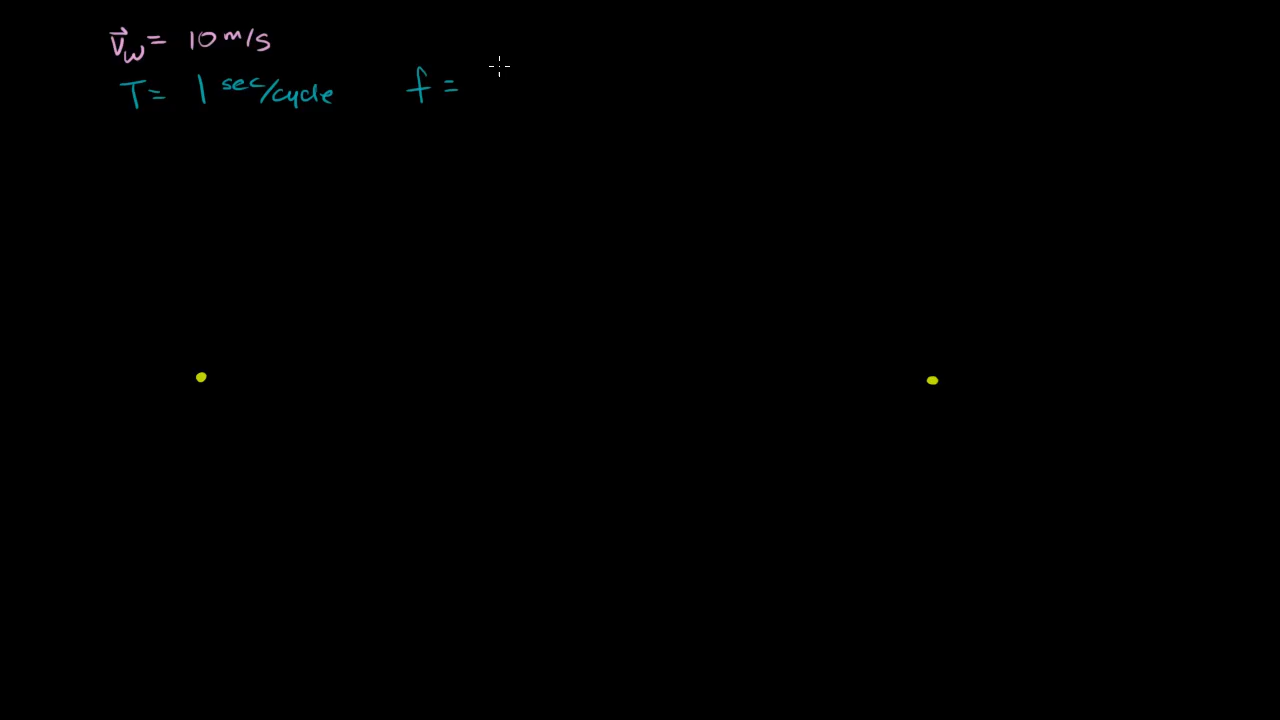 v⃗w = 10 m/s
T = 1 sec/cycle f =